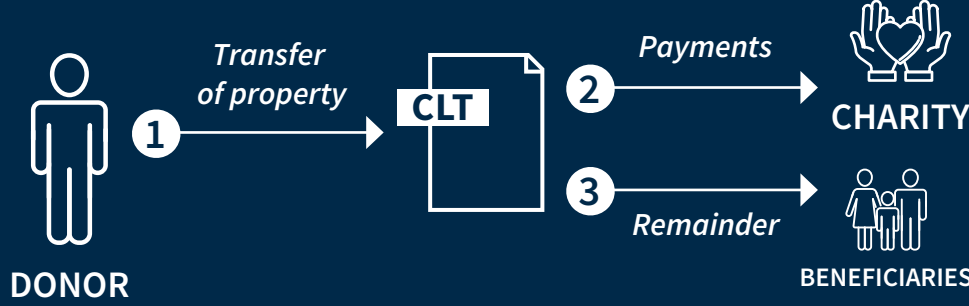 Transfer
of property
1
DONOR
CLT
2
Payments
CHARITY
3
Remainder
BENEFICIARIES